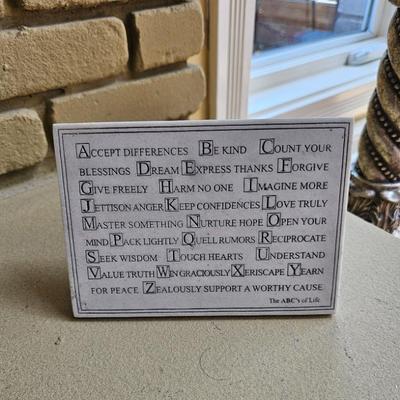 ACCEPT DIFFERENCES BE KIND COUNT YOUR
BLESSINGS DREAM EXPRESS THANKS FORGIVE
GIVE FREELY HARM NO ONE IMAGINE MORE
JETTISON ANGER KEEP CONFIDENCES LOVE TRULY
MASTER SOMETHING NURTURE HOPE OPEN YOUR
MIND PACK LIGHTLY QUELL RUMORS RECIPROCATE
SEEK WISDOM TOUCH HEARTS UNDERSTAND
VALUE TRUTH WIN GRACIOUSLY XERISCAPE YEARN
FOR PEACE ZEALOUSLY SUPPORT A WORTHY CAUSE
The ABC's of Life